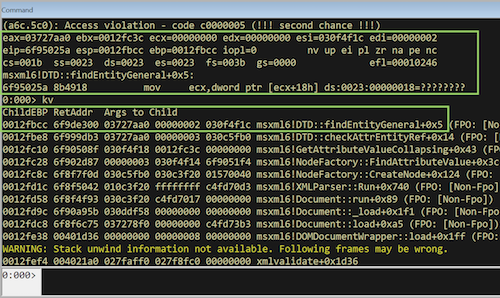 Command
(a6c.5c0): Access violation - code c0000005 (!!! second chance !!!)
eax=03727aa0 ebx=0012fc3c ecx=00000000 edx=00000000 esi=030f4f1c edi=00000002
eip=6f95025a esp=0012fbcc ebp=0012fbcc iopl=0 nv up ei pl zr na pe nc
cs=001b ss=0023 ds=0023 es=0023 fs=003b gs=0000 efl=00010246
msxml6!DTD::findEntityGeneral+0x5:
6f95025a 8b4918 mov ecx,dword ptr [ecx+18h] ds:0023:00000018=????????
0:000> kv
ChildEBP RetAddr Args to Child
0012fbcc 6f9de300 03727aa0 00000002 030f4f1c msxml6!DTD::findEntityGeneral+0x5 (FPO: [No
0012fbe8 6f999db3 03727aa0 00000003 030c5fb0 msxml6!DTD::checkAttrEntityRef+0x14 (FPO:
0012fc10 6f90508f 030f4f18 0012fc3c 00000000 msxml6!GetAttributeValueCollapsing+0x43 (F
0012fc28 6f902d87 00000003 030f4f14 6f9051f4 msxml6!NodeFactory::FindAttributeValue+0x3c
0012fc8c 6f8f7f0d 030c5fb0 030c3f20 01570040 msxml6!NodeFactory::CreateNode+0x124 (FPO:
0012fd1c 6f8f5042 010c3f20 ffffffff c4fd70d3 msxml6!XMLParser::Run+0x740 (FPO: [Non-Fpo
0012fd58 6f8f4f93 030c3f20 c4fd7017 00000000 msxml6!Document::run+0x89 (FPO: [Non-Fpo])
0012fd9c 6f90a95b 030ddf58 00000000 00000000 msxml6!Document::_load+0x1f1 (FPO: [Non-Fp
0012fdc8 6f8f6c75 037278f0 00000000 c4fd73b3 msxml6!Document::load+0xa5 (FPO: [Non-Fpo]
0012fe38 00401d36 00000000 00000008 00000000 msxml6!DOMDocumentWrapper::load+0x1ff (FPO
WARNING: Stack unwind information not available. Following frames may be wrong.
0012fef4 004021a0 027faff0 027f8fc0 00000000 xmlvalidate+0x1d36
0:000>